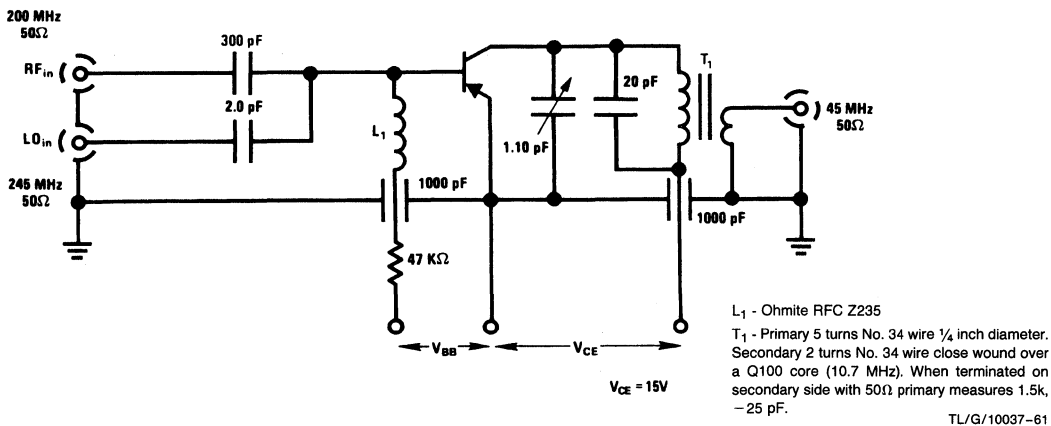 200 MHz
50Ω
300 pF
RFin
2.0 pF
LOin
245 MHz
50Ω
L1
1000 pF
47 KΩ
1.10 pF
20 pF
T1
45 MHz
50Ω
1000 pF
VBB
VCE
VCE = 15V
L1 - Ohmite RFC Z235
T1 - Primary 5 turns No. 34 wire 1/4 inch diameter.
Secondary 2 turns No. 34 wire close wound over
a Q100 core (10.7 MHz). When terminated on
secondary side with 50Ω primary measures 1.5k,
−25 pF.
TL/G/10037–61